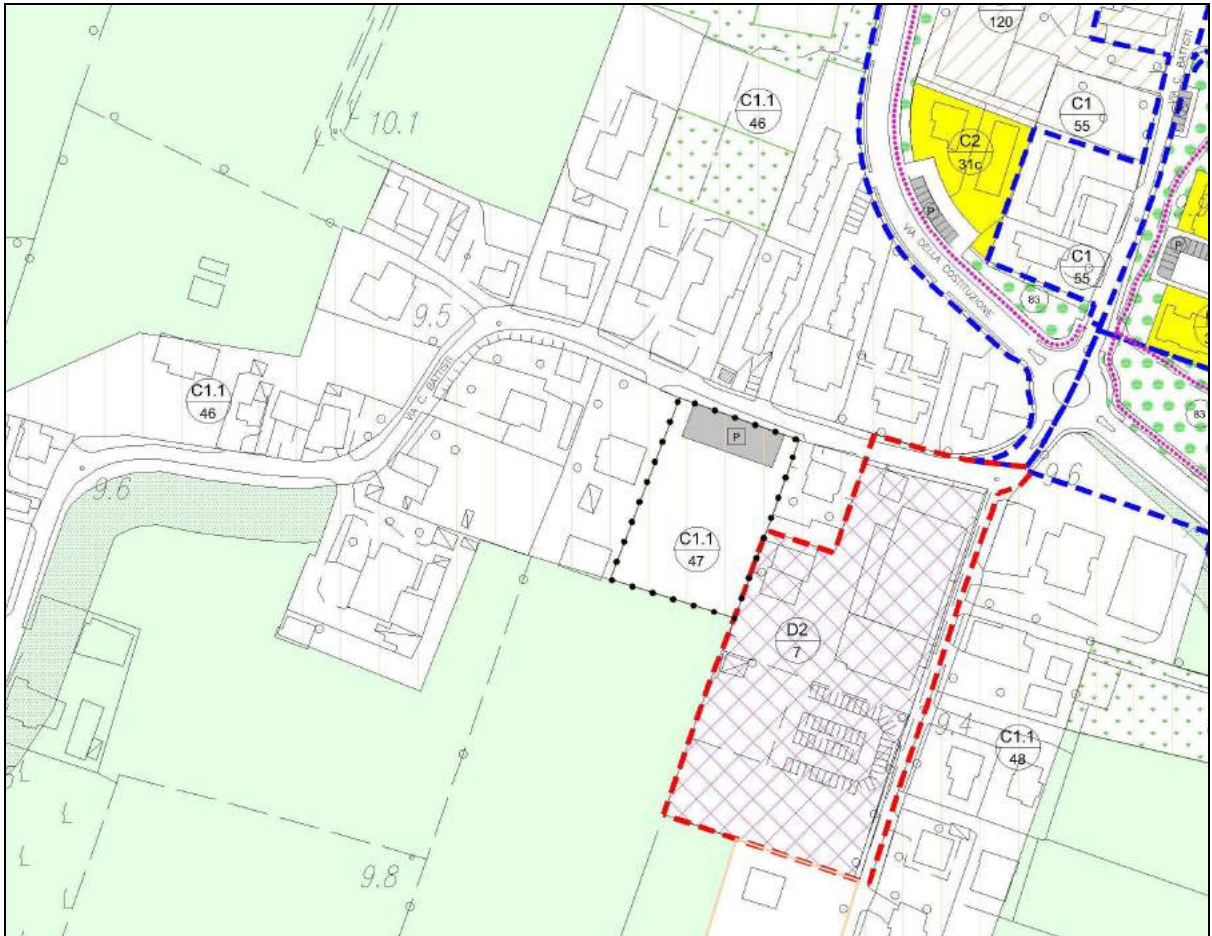 120
VIA C. BATTISTI
10.1
C1.1
46
C1
55
C2
31c
P
VIA DELLA COSTITUZIONE
P
C1
55
83
9.5
VIA C. BATTISTI
C1.1
46
83
P
9.6
9.6
C1.1
47
D2
7
9.4
C1.1
48
9.8